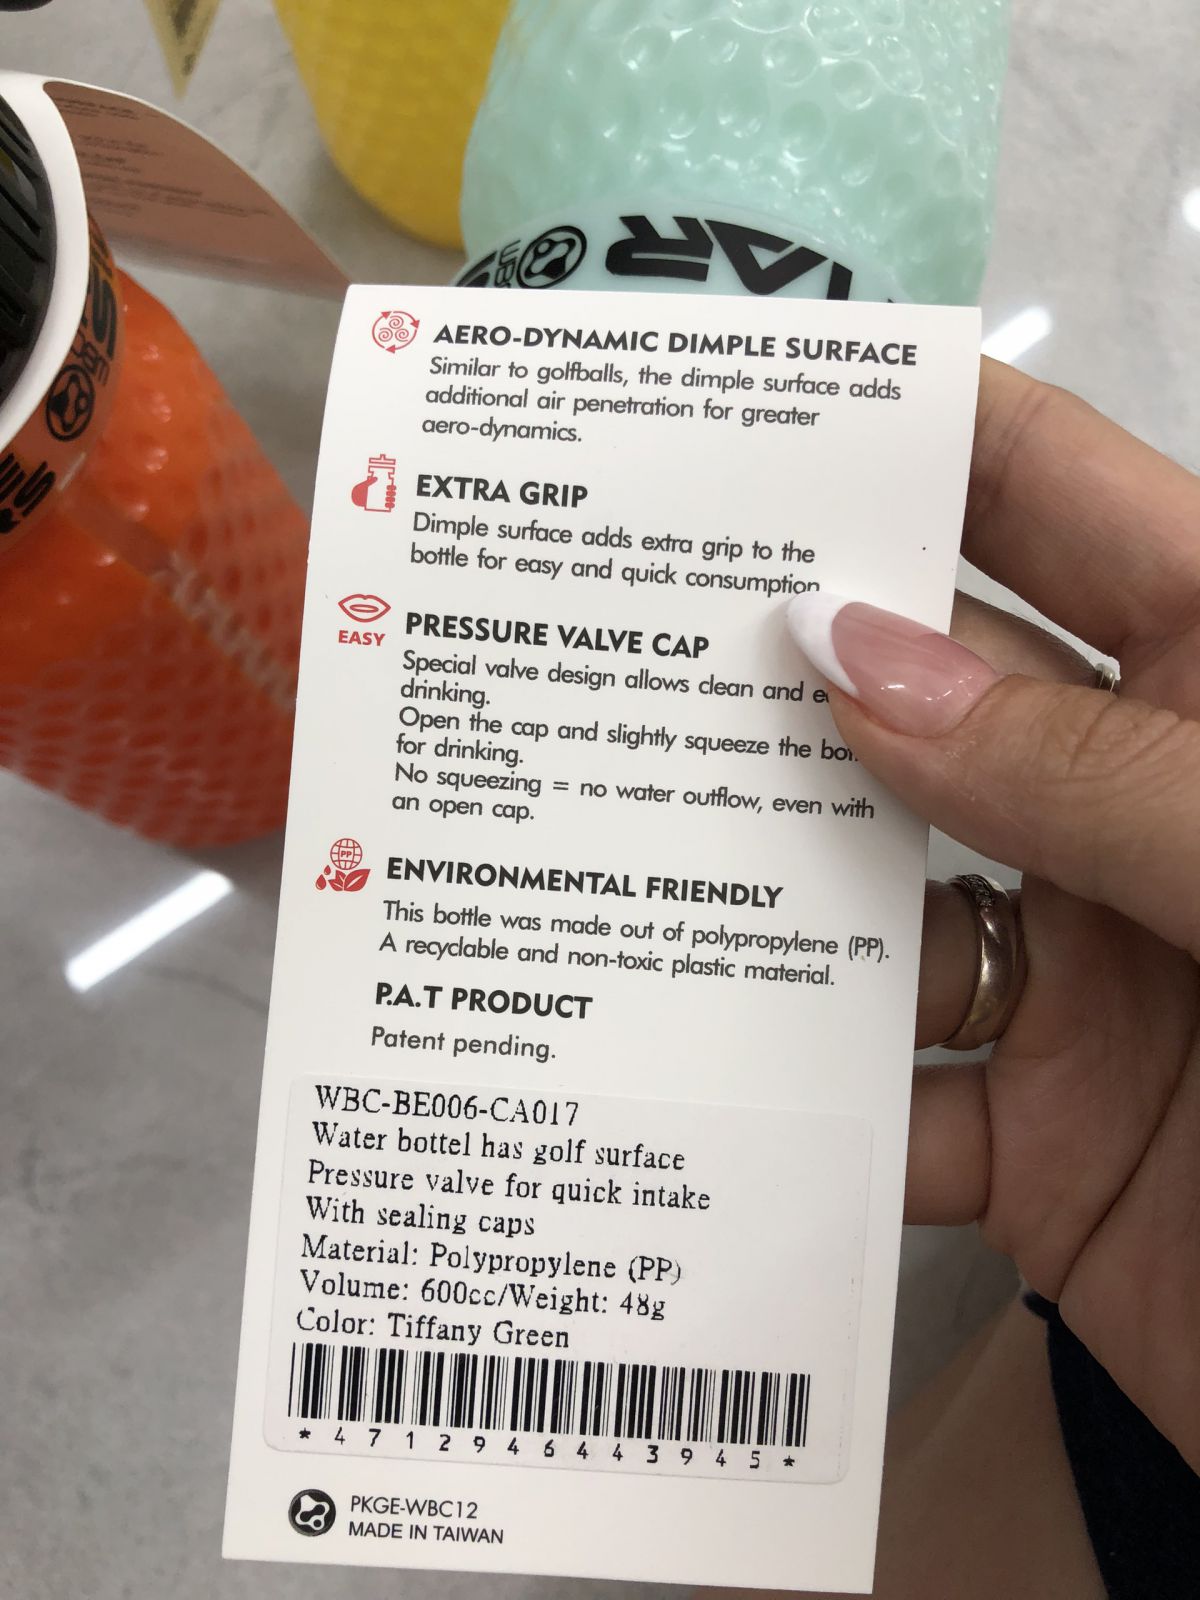 AERO-DYNAMIC DIMPLE SURFACE
Similar to golfballs, the dimple surface adds
additional air penetration for greater
aero-dynamics.
EXTRA GRIP
Dimple surface adds extra grip to the
bottle for easy and quick consumption
EASY
PRESSURE VALVE CAP
Special valve design allows clean and
drinking.
Open the cap and slightly squeeze the
for drinking.
No squeezing = no water outflow, even with
an open cap.
PP
ENVIRONMENTAL FRIENDLY
This bottle was made out of polypropylene (PP).
A recyclable and non-toxic plastic material.
P.A.T PRODUCT
Patent pending.
WBC-BE006-CA017
Water bottel has golf surface
Pressure valve for quick intake
With sealing caps
Material: Polypropylene (PP)
Volume: 600cc/Weight: 48g
Color: Tiffany Green
* 4 7 1 2 9 4 6 4 4 3 9 4 5 *
PKGE-WBC12
MADE IN TAIWAN